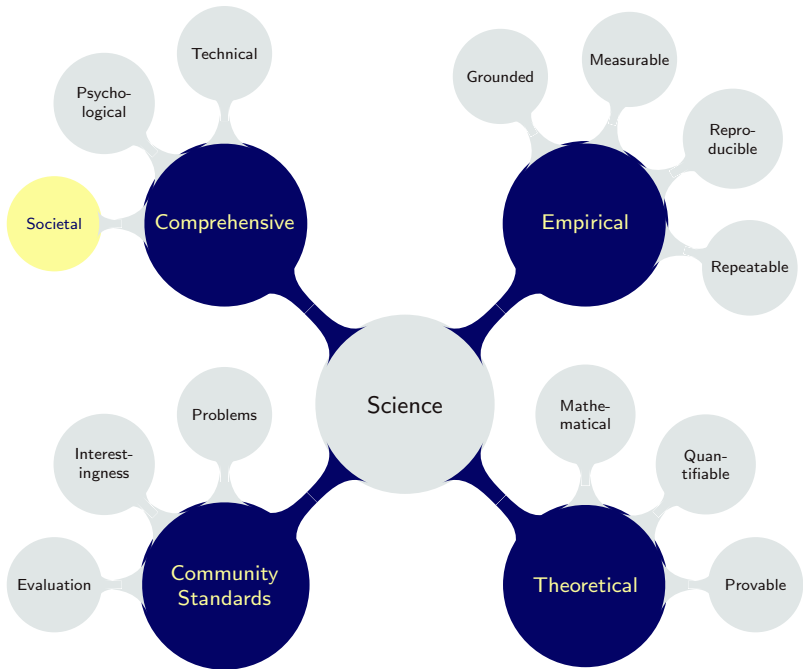 Technical
Psycho-
logical
Societal
Comprehensive
Grounded
Measurable
Repro-
ducible
Repeatable
Empirical
Science
Problems
Interest-
ingness
Evaluation
Community
Standards
Mathe-
matical
Quan-
tifiable
Provable
Theoretical